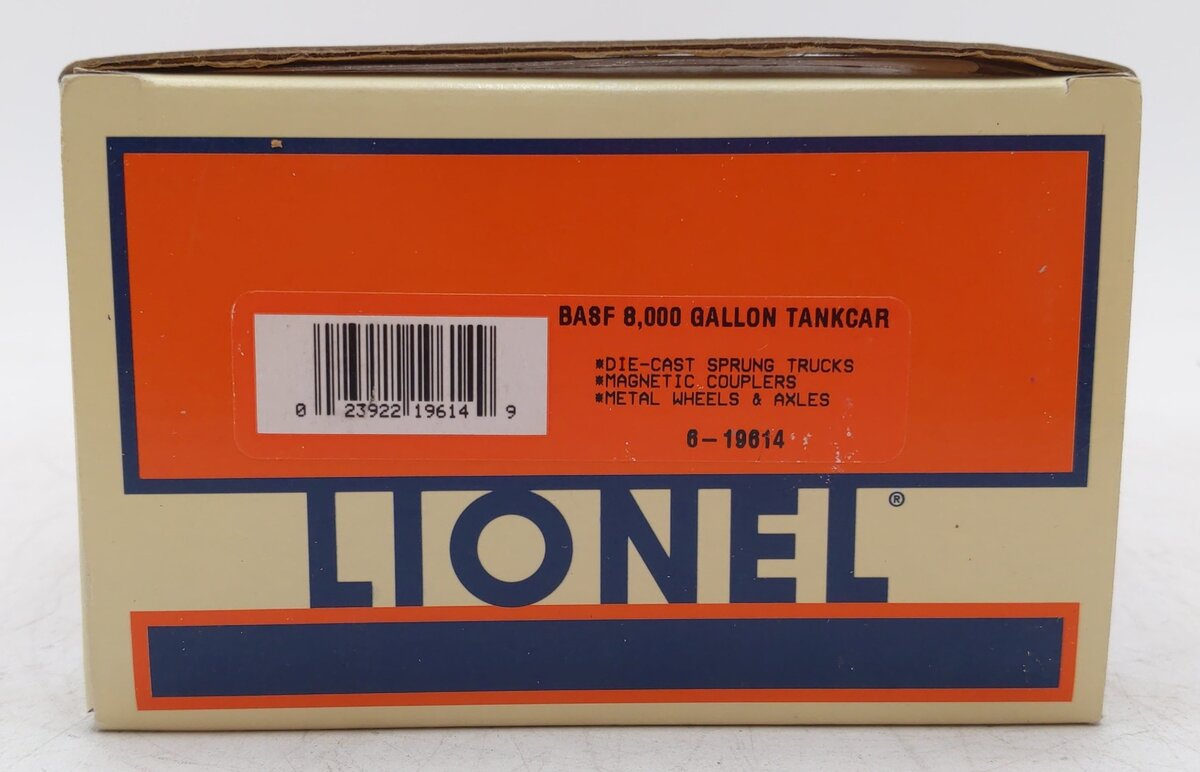 BASF 8,000 GALLON TANKCAR
*DIE-CAST SPRUNG TRUCKS
*MAGNETIC COUPLERS
*METAL WHEELS & AXLES
6-19614
0 23922 19614 9
LIONEL®